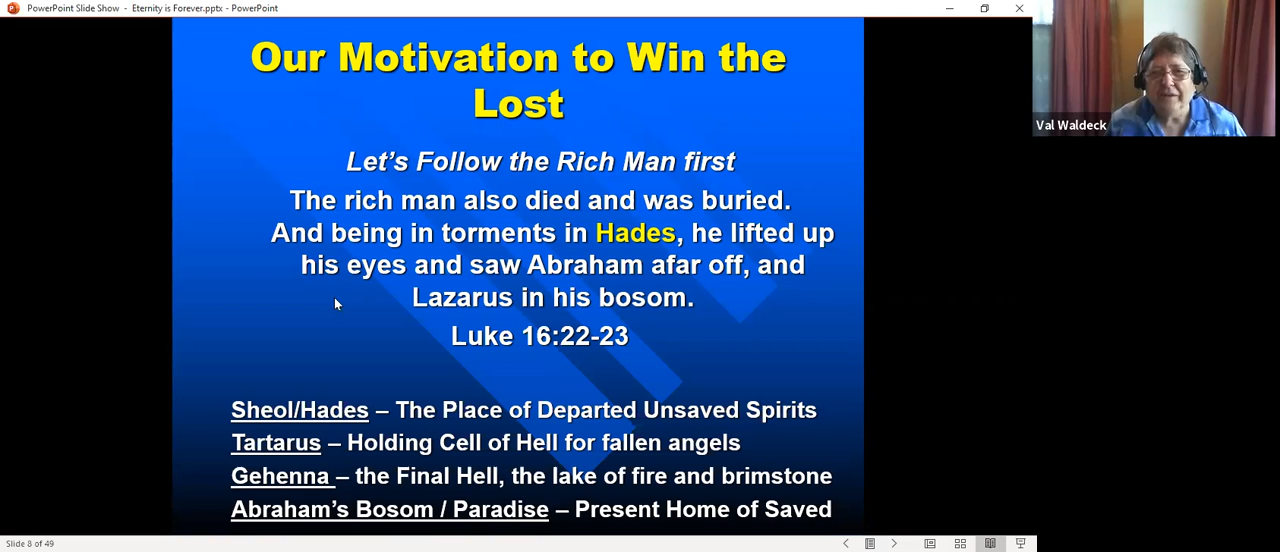 PowerPoint Slide Show - Eternity is Forever.pptx - PowerPoint
Our Motivation to Win the
Lost
Let's Follow the Rich Man first
The rich man also died and was buried.
And being in torments in Hades, he lifted up
his eyes and saw Abraham afar off, and
Lazarus in his bosom.
Luke 16:22-23
Sheol/Hades – The Place of Departed Unsaved Spirits
Tartarus – Holding Cell of Hell for fallen angels
Gehenna – the Final Hell, the lake of fire and brimstone
Abraham's Bosom / Paradise – Present Home of Saved
Slide 8 of 49
Val Waldeck